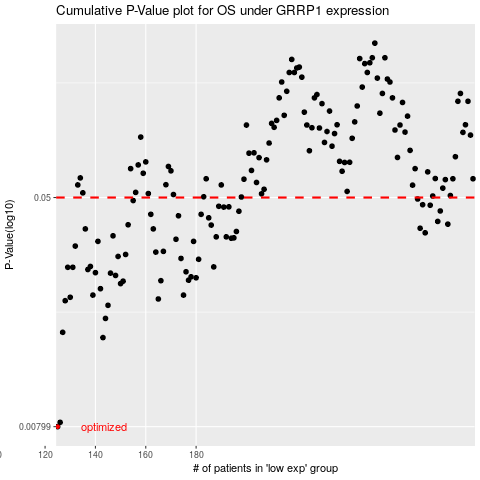 Cumulative P-Value plot for OS under GRRP1 expression
P-Value(log10)
0.05
0.00799
optimized
0 120 140 160 180
# of patients in 'low exp' group